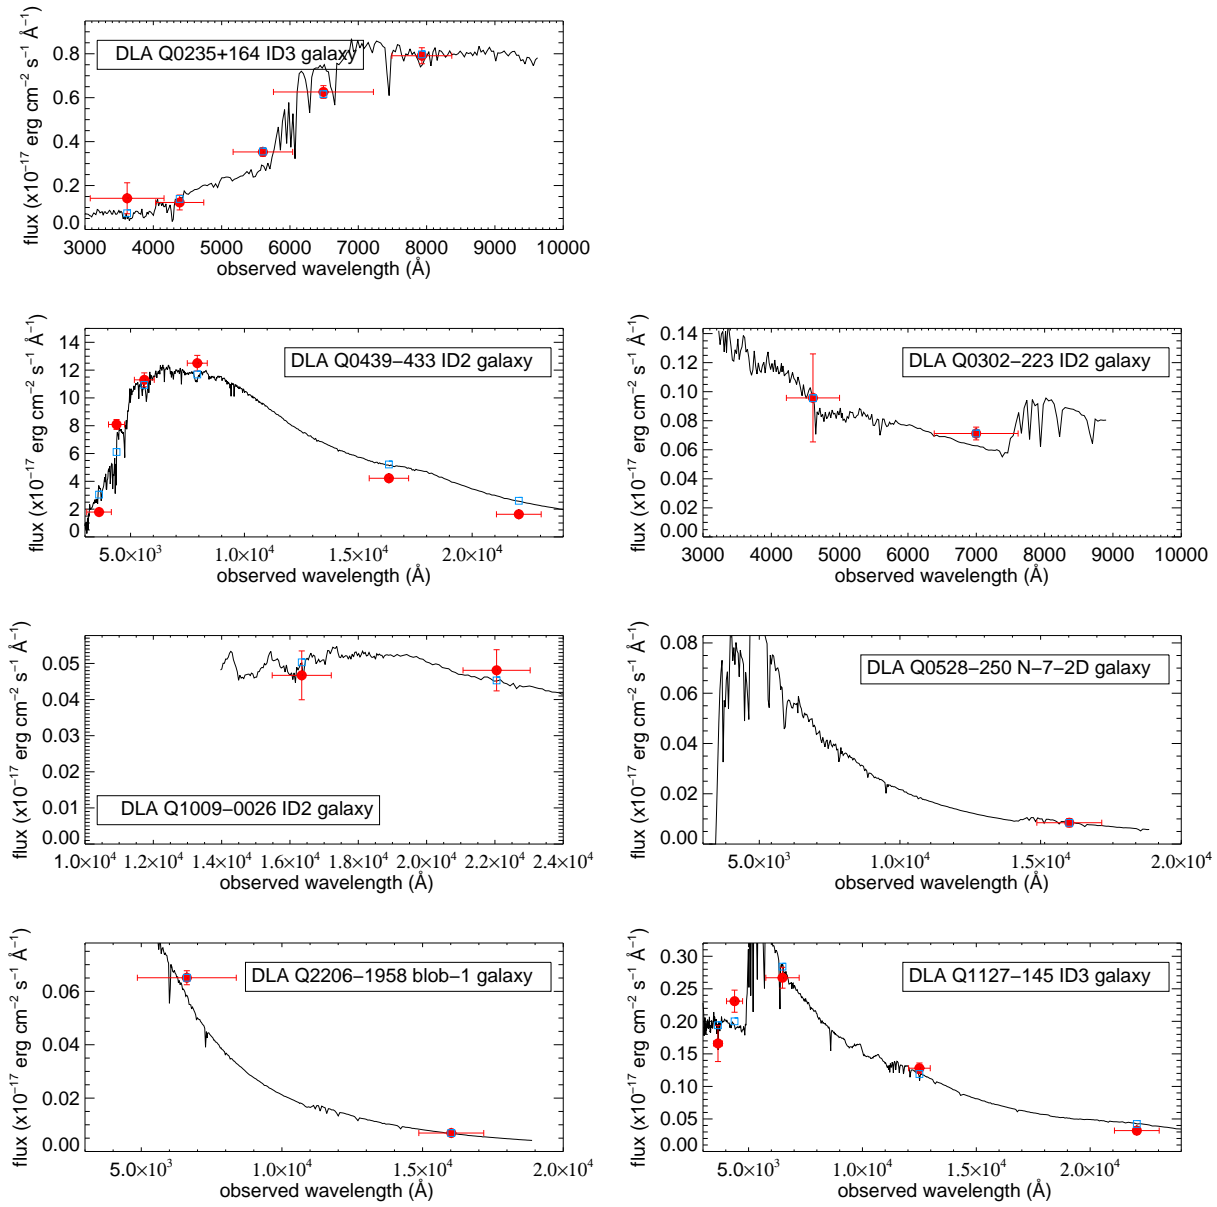 DLA Q0235+164 ID3 galaxy
flux (x10⁻¹⁷ erg cm⁻² s⁻¹ Å⁻¹)
0.8
0.6
0.4
0.2
0.0
3000 4000 5000 6000 7000 8000 9000 10000
observed wavelength (Å)
DLA Q0439−433 ID2 galaxy
flux (x10⁻¹⁷ erg cm⁻² s⁻¹ Å⁻¹)
14
12
10
8
6
4
2
0
5.0×10³ 1.0×10⁴ 1.5×10⁴ 2.0×10⁴
observed wavelength (Å)
DLA Q0302−223 ID2 galaxy
flux (x10⁻¹⁷ erg cm⁻² s⁻¹ Å⁻¹)
0.14
0.12
0.10
0.08
0.06
0.04
0.02
0.00
3000 4000 5000 6000 7000 8000 9000 10000
observed wavelength (Å)
DLA Q1009−0026 ID2 galaxy
flux (x10⁻¹⁷ erg cm⁻² s⁻¹ Å⁻¹)
0.05
0.04
0.03
0.02
0.01
0.00
1.0×10⁴ 1.2×10⁴ 1.4×10⁴ 1.6×10⁴ 1.8×10⁴ 2.0×10⁴ 2.2×10⁴ 2.4×10⁴
observed wavelength (Å)
DLA Q0528−250 N−7−2D galaxy
flux (x10⁻¹⁷ erg cm⁻² s⁻¹ Å⁻¹)
0.08
0.06
0.04
0.02
0.00
5.0×10³ 1.0×10⁴ 1.5×10⁴ 2.0×10⁴
observed wavelength (Å)
DLA Q2206−1958 blob−1 galaxy
flux (x10⁻¹⁷ erg cm⁻² s⁻¹ Å⁻¹)
0.06
0.04
0.02
0.00
5.0×10³ 1.0×10⁴ 1.5×10⁴ 2.0×10⁴
observed wavelength (Å)
DLA Q1127−145 ID3 galaxy
flux (x10⁻¹⁷ erg cm⁻² s⁻¹ Å⁻¹)
0.30
0.25
0.20
0.15
0.10
0.05
0.00
5.0×10³ 1.0×10⁴ 1.5×10⁴ 2.0×10⁴
observed wavelength (Å)